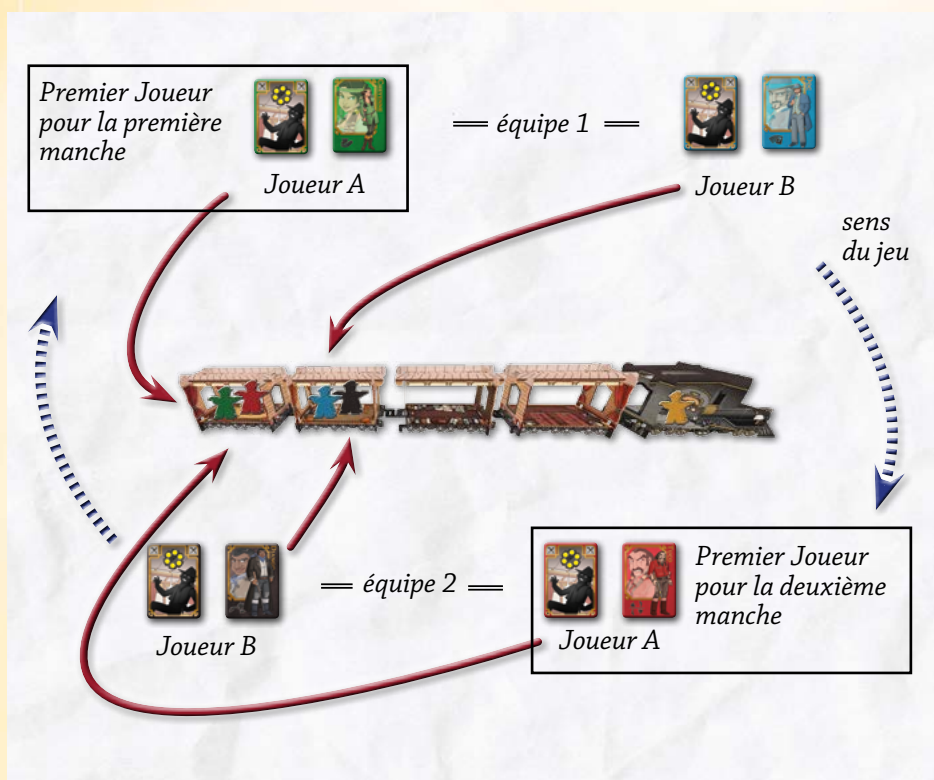 Premier Joueur
pour la première
manche
Joueur A
équipe 1
Joueur B
sens
du jeu
Joueur B
équipe 2
Joueur A
Premier Joueur
pour la deuxième
manche